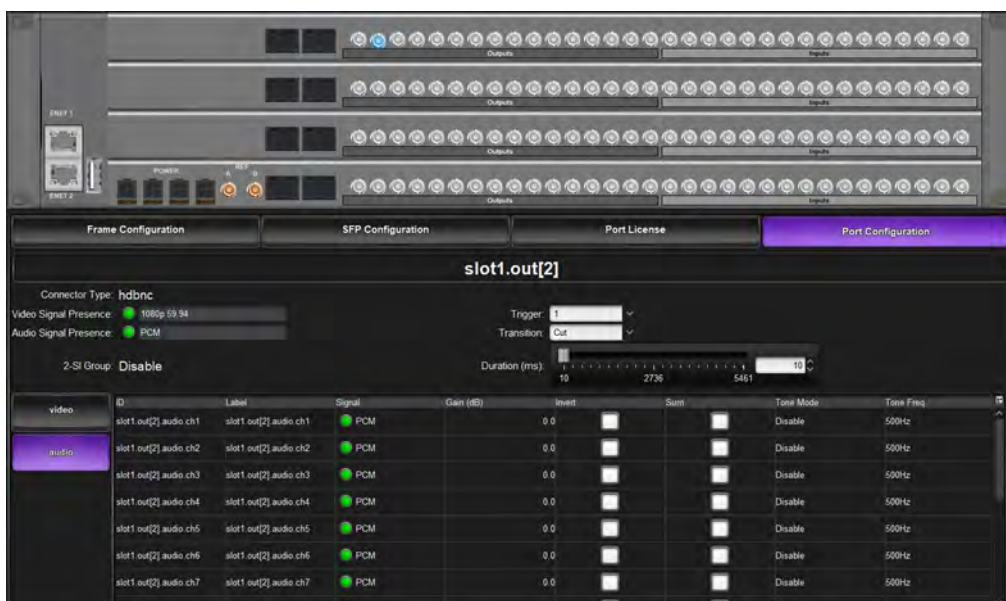 Outputs Inputs
Outputs Inputs
ENET 1
Outputs Inputs
POWER REF A B
ENET 2
Outputs Inputs
Frame Configuration SFP Configuration Port License Port Configuration
slot1.out[2]
Connector Type: hdbnc
Video Signal Presence: 1080p 59.94 Trigger: 1
Audio Signal Presence: PCM Transition: Cut
2-SI Group: Disable Duration (ms): 10
10 2736 5461
video
audio
ID Label Signal Gain (dB) Invert Sum Tone Mode Tone Freq
slot1.out[2].audio.ch1 slot1.out[2].audio.ch1 PCM 0.0 Disable 500Hz
slot1.out[2].audio.ch2 slot1.out[2].audio.ch2 PCM 0.0 Disable 500Hz
slot1.out[2].audio.ch3 slot1.out[2].audio.ch3 PCM 0.0 Disable 500Hz
slot1.out[2].audio.ch4 slot1.out[2].audio.ch4 PCM 0.0 Disable 500Hz
slot1.out[2].audio.ch5 slot1.out[2].audio.ch5 PCM 0.0 Disable 500Hz
slot1.out[2].audio.ch6 slot1.out[2].audio.ch6 PCM 0.0 Disable 500Hz
slot1.out[2].audio.ch7 slot1.out[2].audio.ch7 PCM 0.0 Disable 500Hz